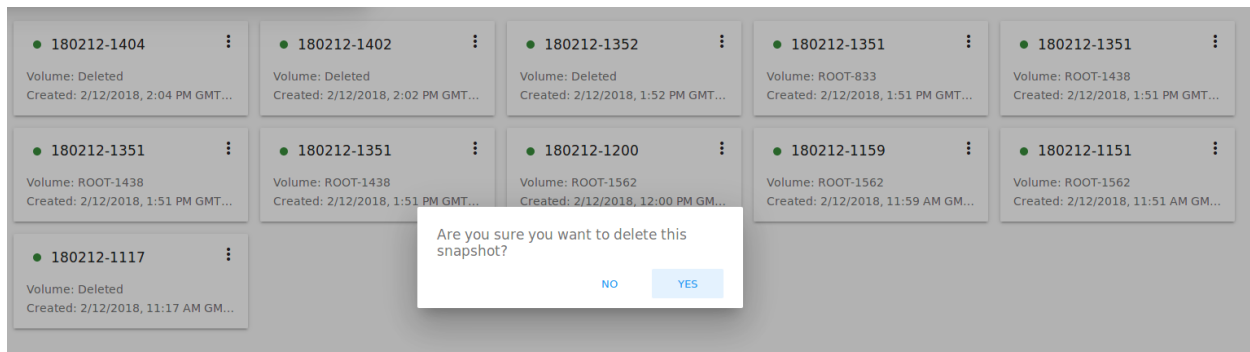 180212-1404
Volume: Deleted
Created: 2/12/2018, 2:04 PM GMT...
180212-1402
Volume: Deleted
Created: 2/12/2018, 2:02 PM GMT...
180212-1352
Volume: Deleted
Created: 2/12/2018, 1:52 PM GMT...
180212-1351
Volume: ROOT-833
Created: 2/12/2018, 1:51 PM GMT...
180212-1351
Volume: ROOT-1438
Created: 2/12/2018, 1:51 PM GMT...
180212-1351
Volume: ROOT-1438
Created: 2/12/2018, 1:51 PM GMT...
180212-1351
Volume: ROOT-1438
Created: 2/12/2018, 1:51 PM GMT...
180212-1200
Volume: ROOT-1562
Created: 2/12/2018, 12:00 PM GM...
180212-1159
Volume: ROOT-1562
Created: 2/12/2018, 11:59 AM GM...
180212-1151
Volume: ROOT-1562
Created: 2/12/2018, 11:51 AM GM...
180212-1117
Volume: Deleted
Created: 2/12/2018, 11:17 AM GM...
Are you sure you want to delete this
snapshot?
NO
YES